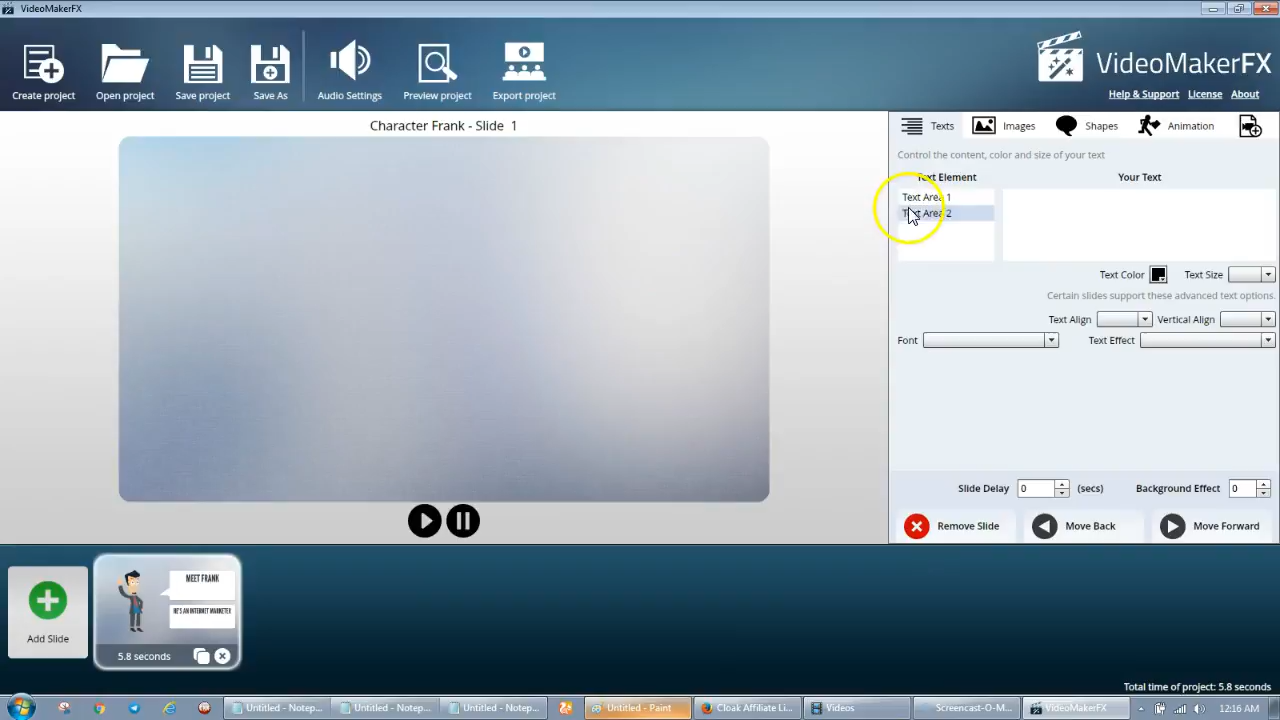 VideoMakerFX
Create project
Open project
Save project
Save As
Audio Settings
Preview project
Export project
VideoMakerFX
Help & Support
License
About
Character Frank - Slide 1
Texts
Images
Shapes
Animation
Control the content, color and size of your text
Text Element
Your Text
Text Area 1
Text Area 2
Text Color
Text Size
Certain slides support these advanced text options.
Text Align
Vertical Align
Font
Text Effect
Slide Delay
0
(secs)
Background Effect
0
Remove Slide
Move Back
Move Forward
Add Slide
MEET FRANK
HE'S AN INTERNET MARKETER
5.8 seconds
Total time of project: 5.8 seconds
Untitled - Notep...
Untitled - Notep...
Untitled - Notep...
Untitled - Paint
Cloak Affiliate Li...
Videos
Screencast-O-M...
VideoMakerFX
12:16 AM